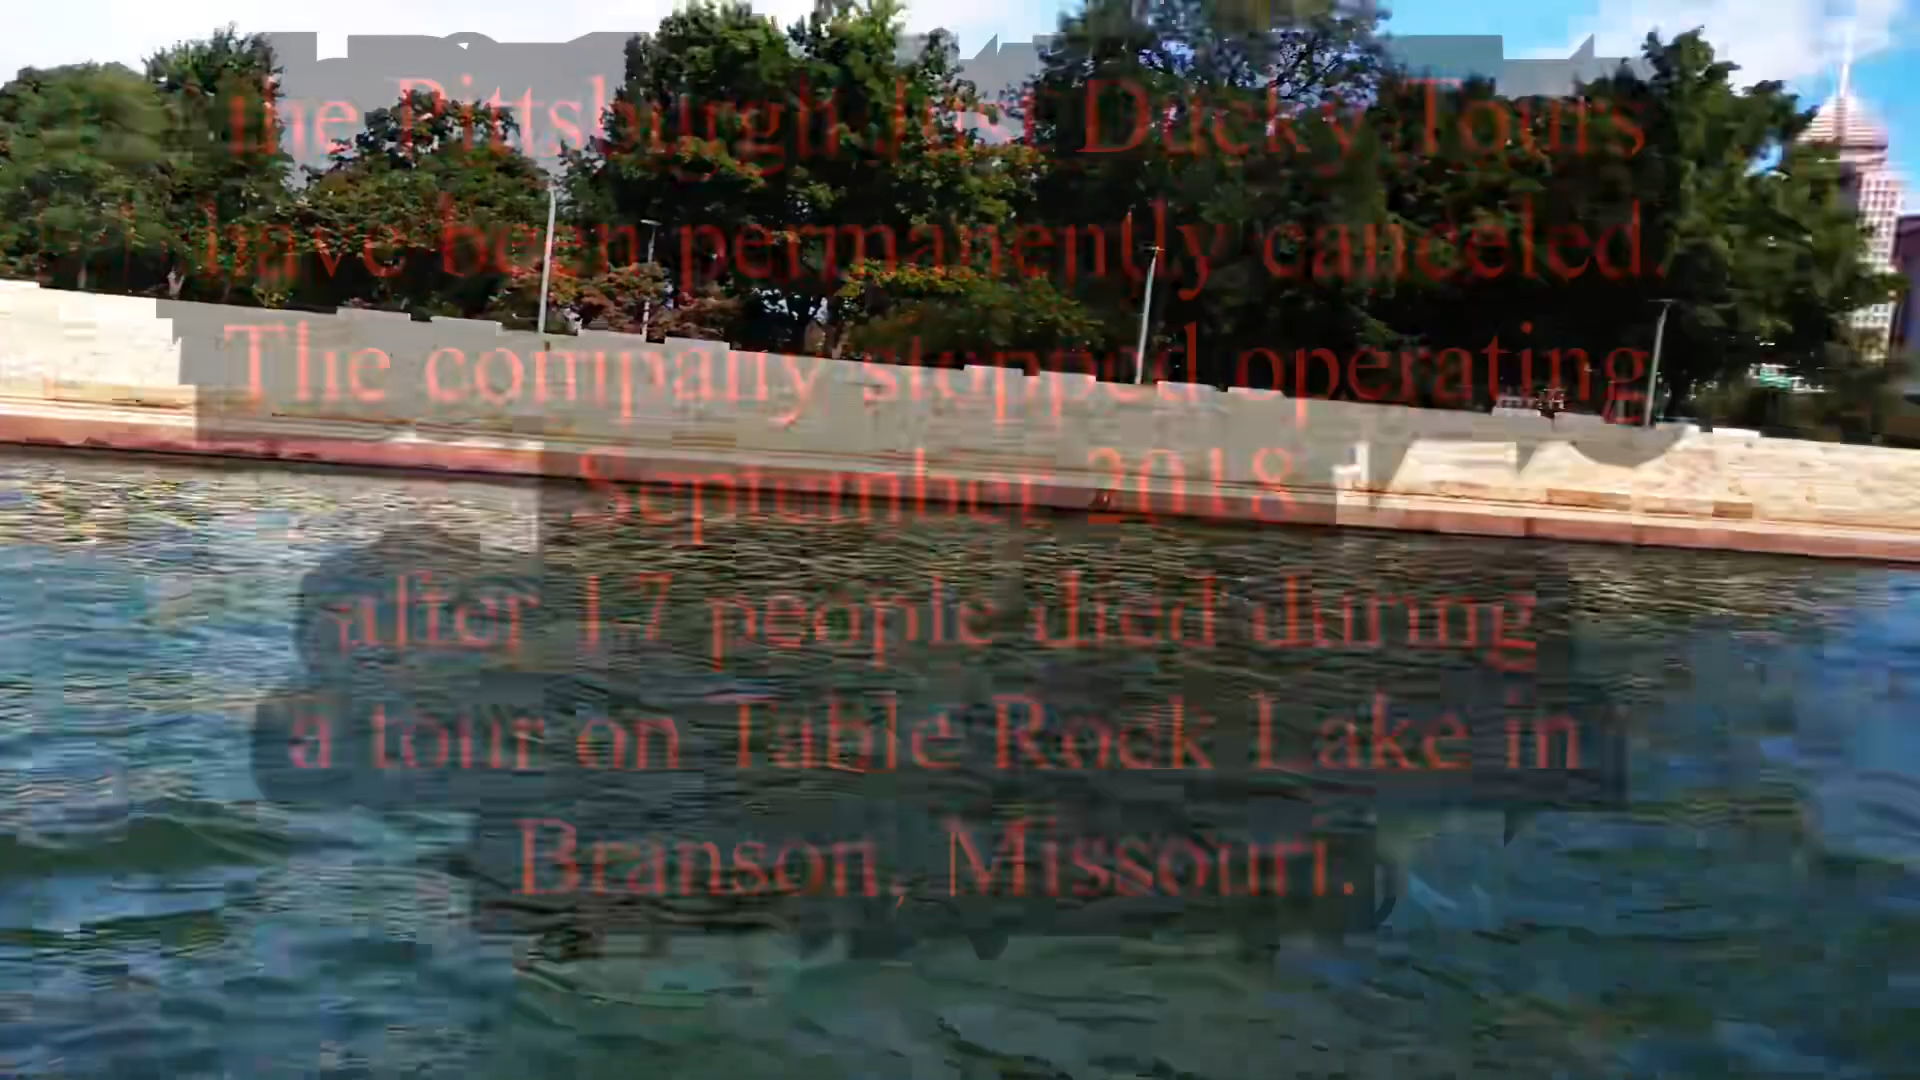 the Pittsburgh Just Ducky Tours
have been permanently canceled.
The company stopped operating
September 2018
after 17 people died during
a tour on Table Rock Lake in
Branson, Missouri.